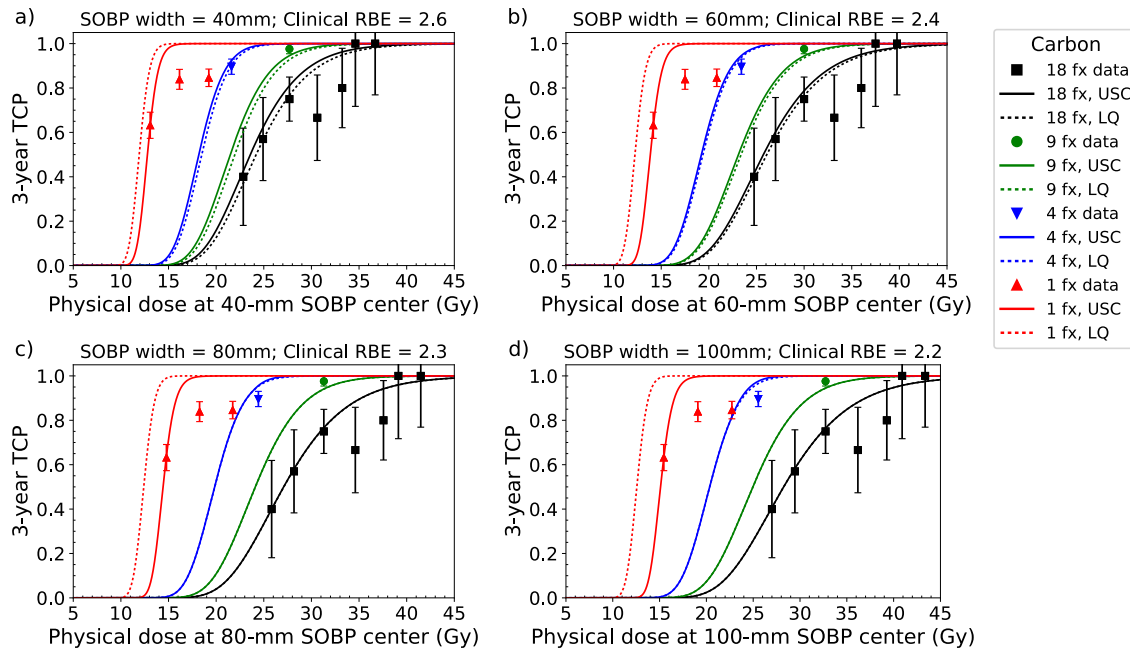 a)
SOBP width = 40mm; Clinical RBE = 2.6
3-year TCP
1.0
0.8
0.6
0.4
0.2
0.0
5 10 15 20 25 30 35 40 45
Physical dose at 40-mm SOBP center (Gy)
b)
SOBP width = 60mm; Clinical RBE = 2.4
3-year TCP
1.0
0.8
0.6
0.4
0.2
0.0
5 10 15 20 25 30 35 40 45
Physical dose at 60-mm SOBP center (Gy)
Carbon
18 fx data
18 fx, USC
18 fx, LQ
9 fx data
9 fx, USC
9 fx, LQ
4 fx data
4 fx, USC
4 fx, LQ
1 fx data
1 fx, USC
1 fx, LQ
c)
SOBP width = 80mm; Clinical RBE = 2.3
3-year TCP
1.0
0.8
0.6
0.4
0.2
0.0
5 10 15 20 25 30 35 40 45
Physical dose at 80-mm SOBP center (Gy)
d)
SOBP width = 100mm; Clinical RBE = 2.2
3-year TCP
1.0
0.8
0.6
0.4
0.2
0.0
5 10 15 20 25 30 35 40 45
Physical dose at 100-mm SOBP center (Gy)